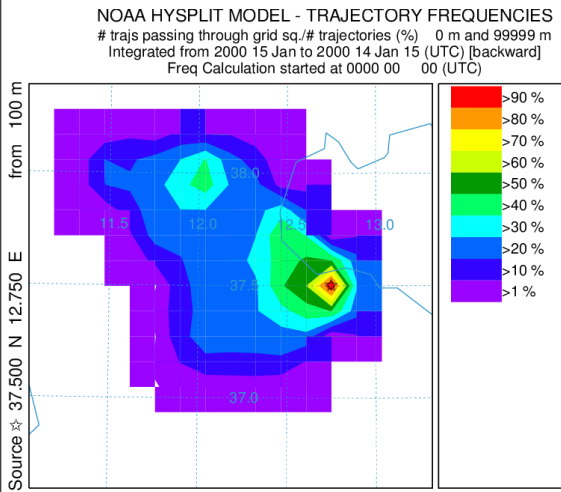 NOAA HYSPLIT MODEL - TRAJECTORY FREQUENCIES
# trajs passing through grid sq./# trajectories (%) 0 m and 99999 m
Integrated from 2000 15 Jan to 2000 14 Jan 15 (UTC) [backward]
Freq Calculation started at 0000 00 00 (UTC)
Source ☆ 37.500 N 12.750 E from 100 m
38.0
11.5 12.0 12.5 13.0
37.5
37.0
>90 %
>80 %
>70 %
>60 %
>50 %
>40 %
>30 %
>20 %
>10 %
>1 %